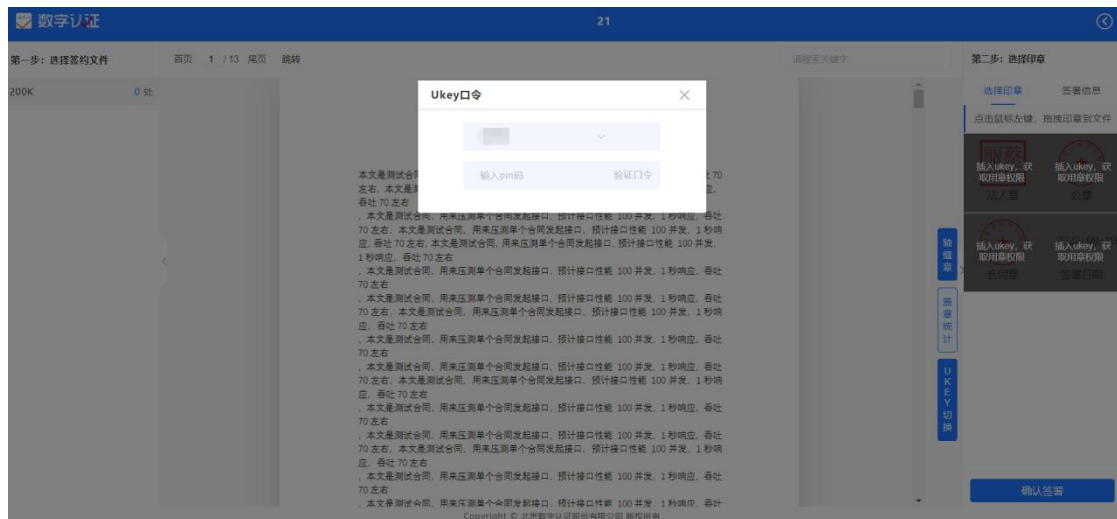 数字认证
21
第一步：选择签约文件
首页 1 / 13 尾页 跳转
请搜索关键字
第二步：选择印章
200K 0 处
选择印章 签署信息
点击鼠标左键，拖拽印章到文件
Ukey口令
输入pin码 验证口令
插入ukey，获取用章权限
法人章
插入ukey，获取用章权限
公章
插入ukey，获取用章权限
合同章
插入ukey，获取用章权限
签署日期
骑缝章
盖章统计
UKEY切换
本文是测试合同
70
左右，本文是测
应，
吞吐 70 左右
，本文是测试合同，用来压测单个合同发起接口，预计接口性能 100 并发，1 秒响应，吞吐
70 左右，本文是测试合同，用来压测单个合同发起接口，预计接口性能 100 并发，1 秒响
应，吞吐 70 左右，本文是测试合同，用来压测单个合同发起接口，预计接口性能 100 并发，
1 秒响应，吞吐 70 左右
，本文是测试合同，用来压测单个合同发起接口，预计接口性能 100 并发，1 秒响应，吞吐
70 左右
，本文是测试合同，用来压测单个合同发起接口，预计接口性能 100 并发，1 秒响应，吞吐
70 左右，本文是测试合同，用来压测单个合同发起接口，预计接口性能 100 并发，1 秒响
应，吞吐 70 左右
，本文是测试合同，用来压测单个合同发起接口，预计接口性能 100 并发，1 秒响应，吞吐
70 左右
，本文是测试合同，用来压测单个合同发起接口，预计接口性能 100 并发，1 秒响应，吞吐
70 左右，本文是测试合同，用来压测单个合同发起接口，预计接口性能 100 并发，1 秒响
应，吞吐 70 左右
，本文是测试合同，用来压测单个合同发起接口，预计接口性能 100 并发，1 秒响应，吞吐
70 左右
，本文是测试合同，用来压测单个合同发起接口，预计接口性能 100 并发，1 秒响应，吞吐
70 左右，本文是测试合同，用来压测单个合同发起接口，预计接口性能 100 并发，1 秒响
应，吞吐 70 左右
，本文是测试合同，用来压测单个合同发起接口，预计接口性能 100 并发，1 秒响应，吞吐
70 左右
，本文是测试合同，用来压测单个合同发起接口，预计接口性能 100 并发，1 秒响应，吞吐
确认签署
Copyright © 北京数字认证股份有限公司 版权所有